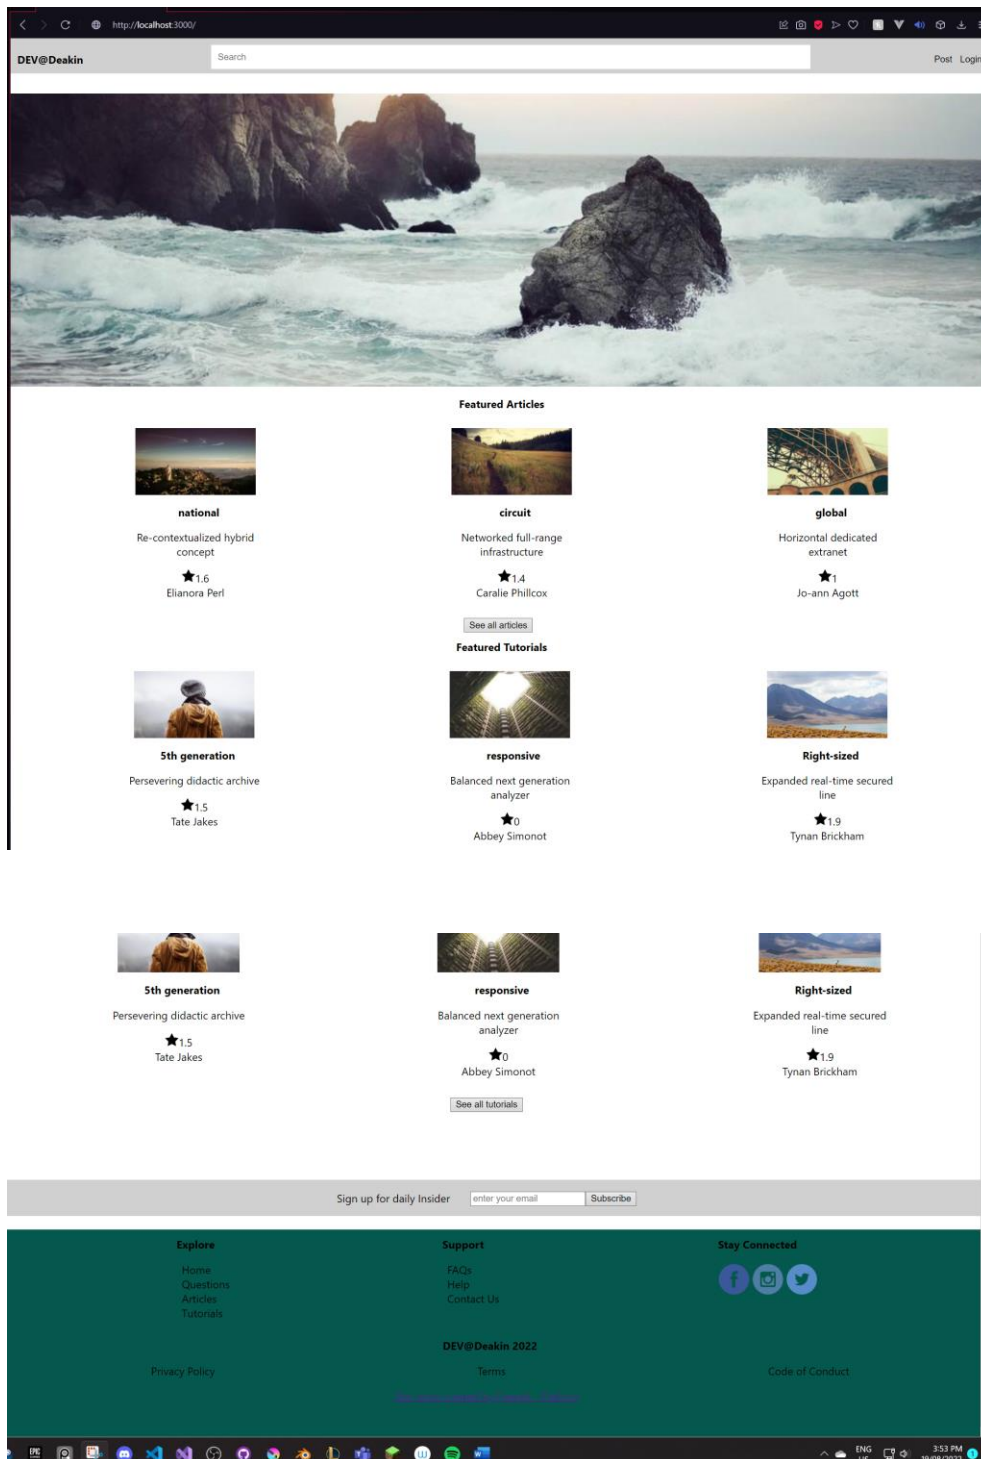 http://localhost:3000/
DEV@Deakin
Search
Post Login
Featured Articles
national circuit global
Re-contextualized hybrid concept
Networked full-range infrastructure
Horizontal dedicated extranet
1.6 1.4 1
Elianora Perl Caralie Phillcox Jo-ann Agott
See all articles
Featured Tutorials
5th generation responsive Right-sized
Persevering didactic archive
Balanced next generation analyzer
Expanded real-time secured line
1.5 0 1.9
Tate Jakes Abbey Simonot Tynan Brickham
5th generation responsive Right-sized
Persevering didactic archive
Balanced next generation analyzer
Expanded real-time secured line
1.5 0 1.9
Tate Jakes Abbey Simonot Tynan Brickham
See all tutorials
Sign up for daily Insider enter your email Subscribe
Explore Support Stay Connected
Home FAQs
Questions Help
Articles Contact Us
Tutorials
DEV@Deakin 2022
Privacy Policy Terms Code of Conduct
EPIC
ENG 3:53 PM
US 19/08/2022 1